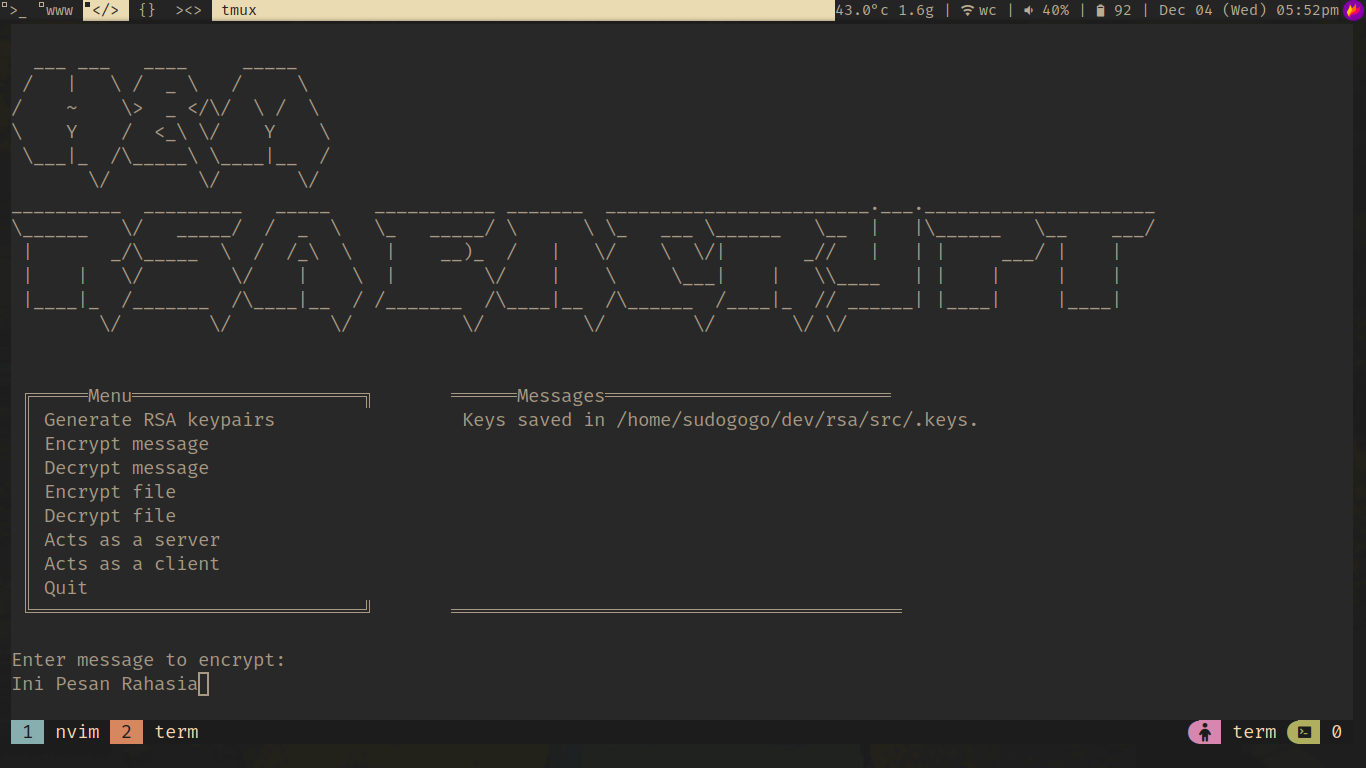 >_ www </> {} ><> tmux 43.0°c 1.6g | wc | 40% | 92 | Dec 04 (Wed) 05:52pm
H&A
RSA ENCRYPT
Menu
Generate RSA keypairs
Encrypt message
Decrypt message
Encrypt file
Decrypt file
Acts as a server
Acts as a client
Quit
Messages
Keys saved in /home/sudogogo/dev/rsa/src/.keys.
Enter message to encrypt:
Ini Pesan Rahasia
1 nvim 2 term term 0